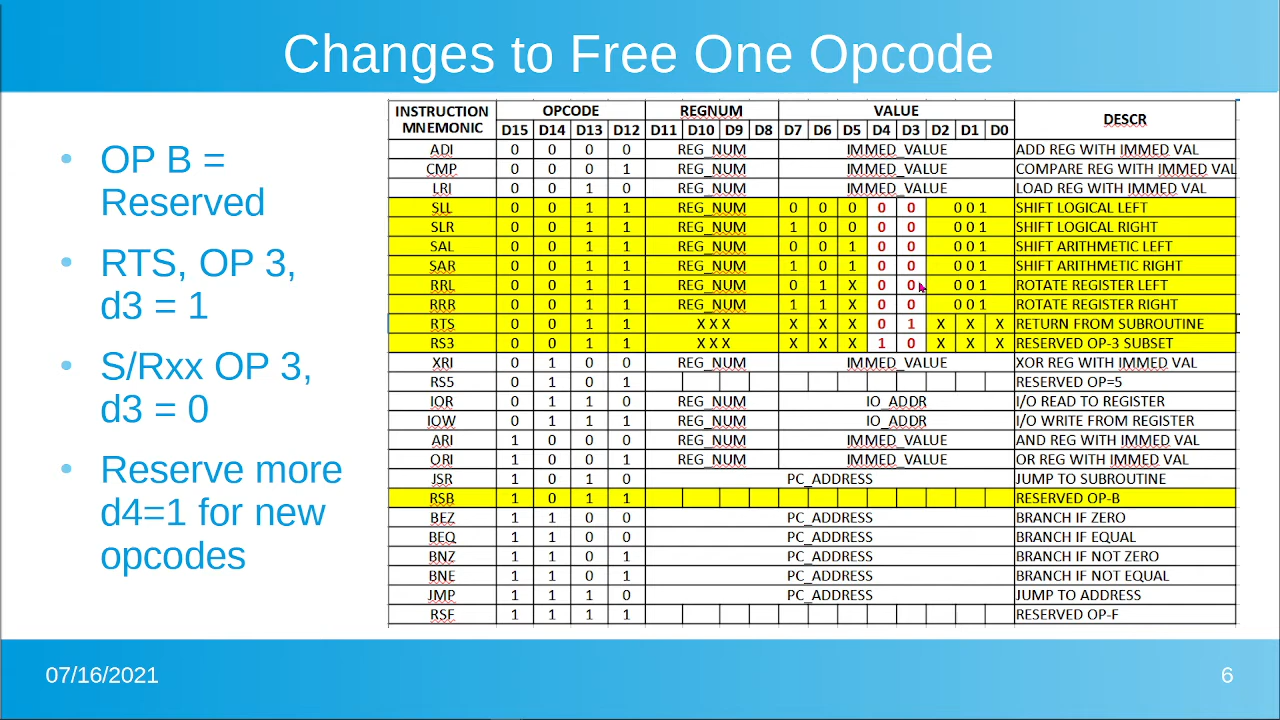 Changes to Free One Opcode
• OP B =
Reserved
• RTS, OP 3,
d3 = 1
• S/Rxx OP 3,
d3 = 0
• Reserve more
d4=1 for new
opcodes
INSTRUCTION MNEMONIC OPCODE REGNUM VALUE DESCR
D15 D14 D13 D12 D11 D10 D9 D8 D7 D6 D5 D4 D3 D2 D1 D0
ADI 0 0 0 0 REG_NUM IMMED_VALUE ADD REG WITH IMMED VAL
CMP 0 0 0 1 REG_NUM IMMED_VALUE COMPARE REG WITH IMMED VAL
LRI 0 0 1 0 REG_NUM IMMED_VALUE LOAD REG WITH IMMED VAL
SLL 0 0 1 1 REG_NUM 0 0 0 0 0 0 0 1 SHIFT LOGICAL LEFT
SLR 0 0 1 1 REG_NUM 1 0 0 0 0 0 0 1 SHIFT LOGICAL RIGHT
SAL 0 0 1 1 REG_NUM 0 0 1 0 0 0 0 1 SHIFT ARITHMETIC LEFT
SAR 0 0 1 1 REG_NUM 1 0 1 0 0 0 0 1 SHIFT ARITHMETIC RIGHT
RRL 0 0 1 1 REG_NUM 0 1 X 0 0 0 0 1 ROTATE REGISTER LEFT
RRR 0 0 1 1 REG_NUM 1 1 X 0 0 0 0 1 ROTATE REGISTER RIGHT
RTS 0 0 1 1 X X X X X X 0 1 X X X RETURN FROM SUBROUTINE
RS3 0 0 1 1 X X X X X X 1 0 X X X RESERVED OP-3 SUBSET
XRI 0 1 0 0 REG_NUM IMMED_VALUE XOR REG WITH IMMED VAL
RS5 0 1 0 1 RESERVED OP=5
IOR 0 1 1 0 REG_NUM IO_ADDR I/O READ TO REGISTER
IOW 0 1 1 1 REG_NUM IO_ADDR I/O WRITE FROM REGISTER
ARI 1 0 0 0 REG_NUM IMMED_VALUE AND REG WITH IMMED VAL
ORI 1 0 0 1 REG_NUM IMMED_VALUE OR REG WITH IMMED VAL
JSR 1 0 1 0 PC_ADDRESS JUMP TO SUBROUTINE
RSB 1 0 1 1 RESERVED OP-B
BEZ 1 1 0 0 PC_ADDRESS BRANCH IF ZERO
BEQ 1 1 0 0 PC_ADDRESS BRANCH IF EQUAL
BNZ 1 1 0 1 PC_ADDRESS BRANCH IF NOT ZERO
BNE 1 1 0 1 PC_ADDRESS BRANCH IF NOT EQUAL
JMP 1 1 1 0 PC_ADDRESS JUMP TO ADDRESS
RSF 1 1 1 1 RESERVED OP-F
07/16/2021
6